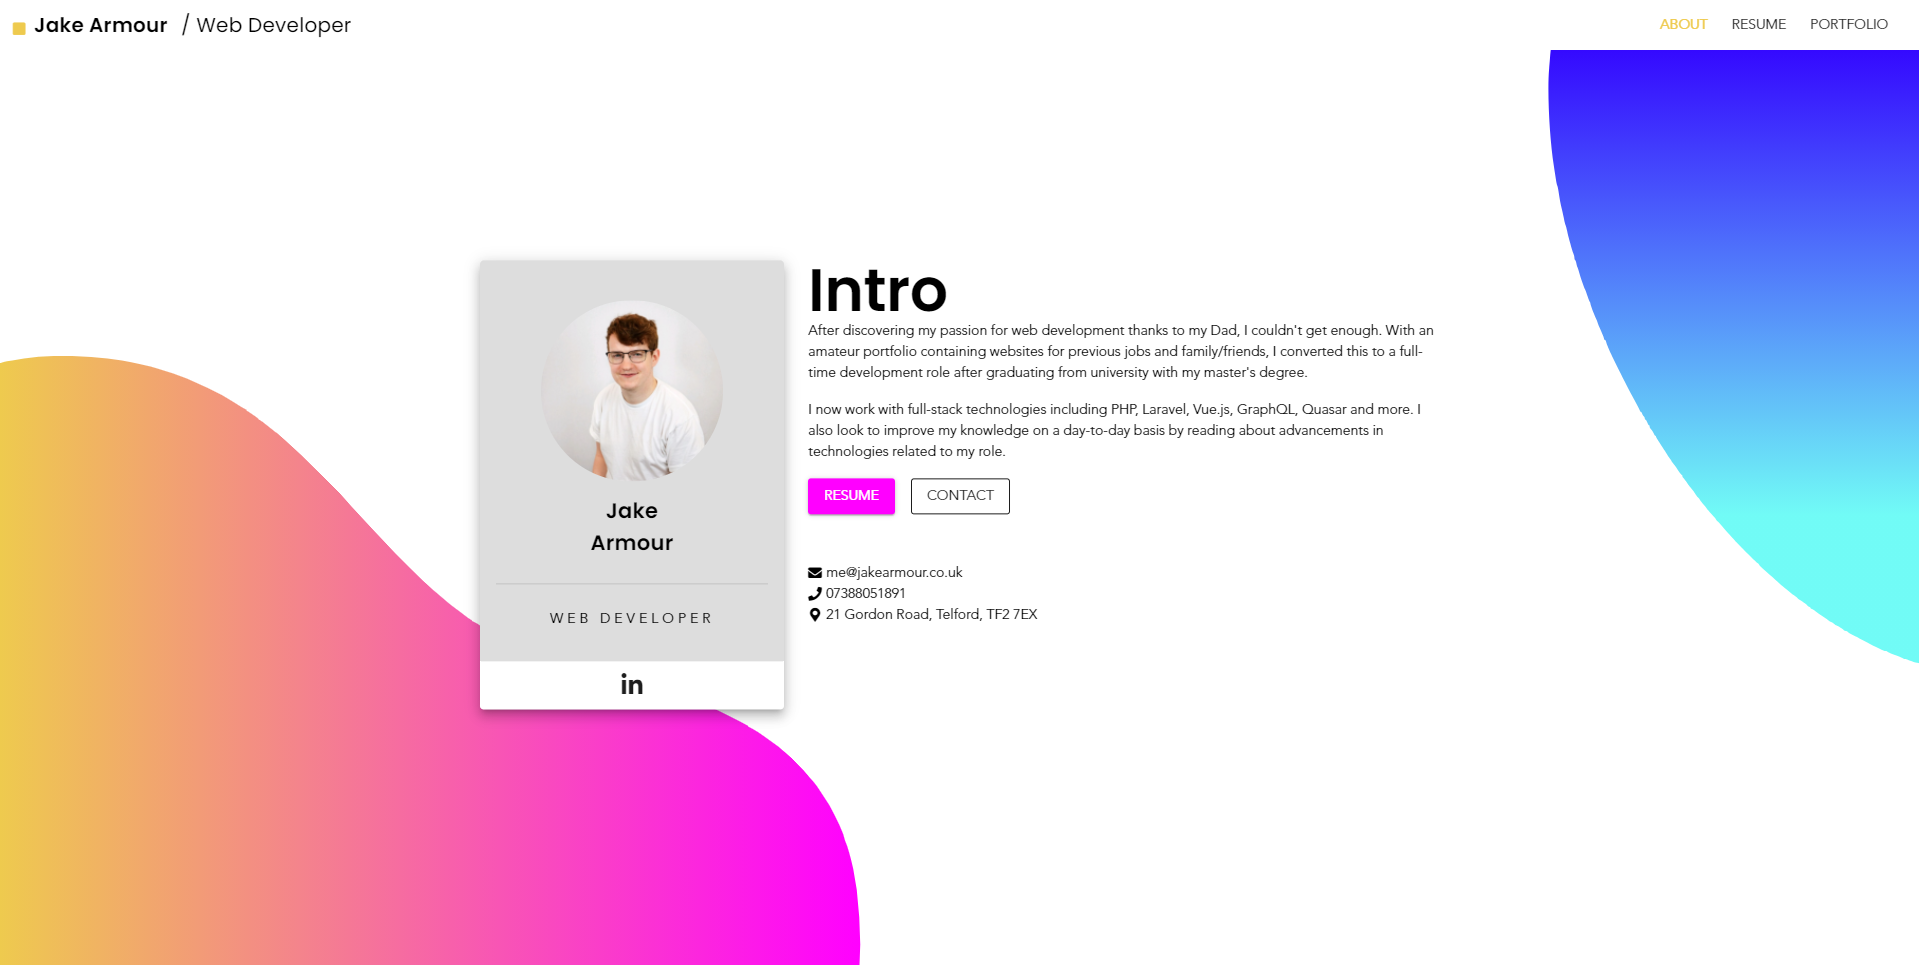 Jake Armour / Web Developer
ABOUT RESUME PORTFOLIO
Jake
Armour
WEB DEVELOPER
in
Intro
After discovering my passion for web development thanks to my Dad, I couldn't get enough. With an
amateur portfolio containing websites for previous jobs and family/friends, I converted this to a full-
time development role after graduating from university with my master's degree.
I now work with full-stack technologies including PHP, Laravel, Vue.js, GraphQL, Quasar and more. I
also look to improve my knowledge on a day-to-day basis by reading about advancements in
technologies related to my role.
RESUME CONTACT
me@jakearmour.co.uk
07388051891
21 Gordon Road, Telford, TF2 7EX